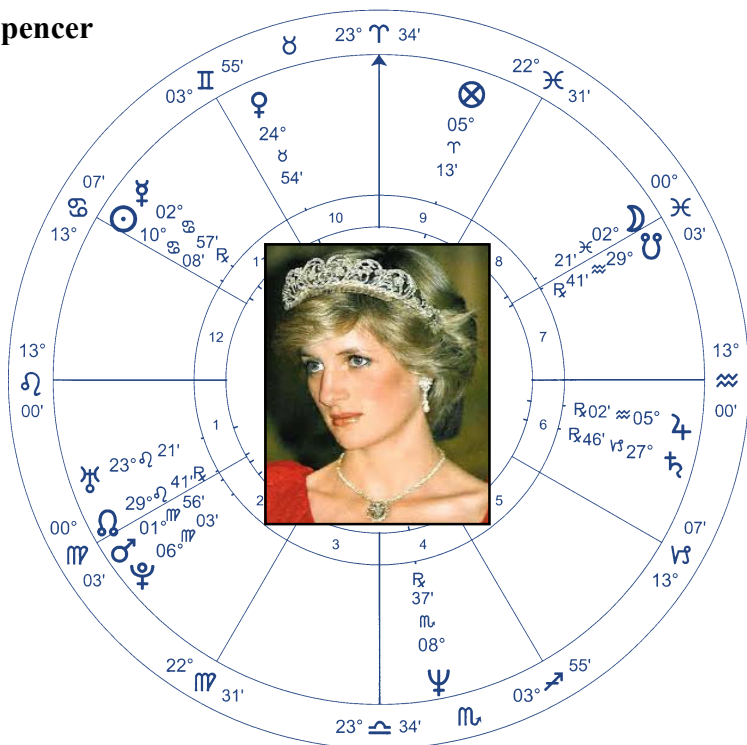 pencer
23° ♈ 34'
♉
03° ♊ 55'
22° ♓ 31'
♀
24°
♉
54'
⊗
05°
♈
13'
13° ♋ 07'
☿ 02° ♋ 57' ℞
☉ 10° ♋ 08'
00° ♓ 03'
☽ 02° ♓ 21'
☋ 29° ♒ 41' ℞
10
9
11
8
12
7
13°
♌
00'
13°
♒
00'
1
6
2
5
3
4
♅ 23° ♌ 21'
☊ 29° ♌ 41' ℞
♂ 01° ♍ 56'
♇ 06° ♍ 03'
00°
♍
03'
℞ 02' ♒ 05° ♃
℞ 46' ♑ 27° ♄
07'
♑
13°
℞
37'
♏
08°
♆
22° ♍ 31'
03° ♐ 55'
23° ♎ 34'
♏